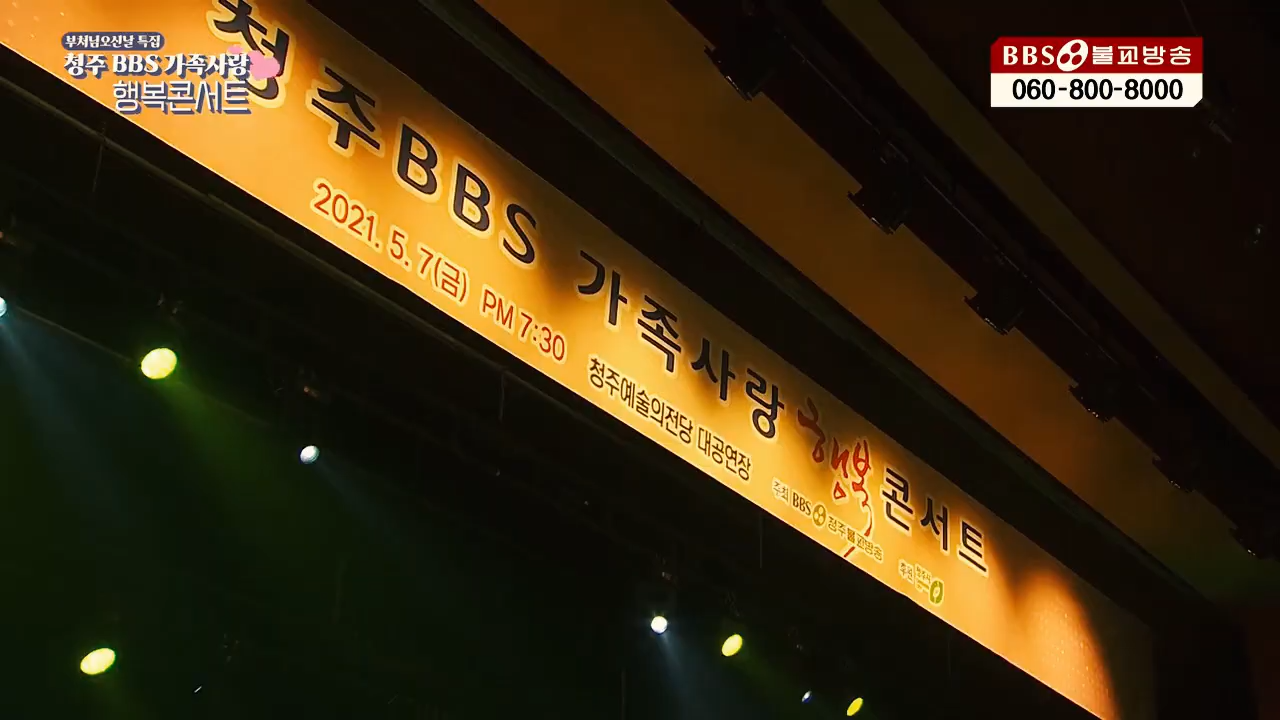 부처님오신날 특집
청주 BBS 가족사랑
행복콘서트
BBS 불교방송
060-800-8000
청주BBS 가족사랑 행복콘서트
2021. 5. 7(금) PM 7:30 청주예술의전당 대공연장
주최 BBS 청주불교방송